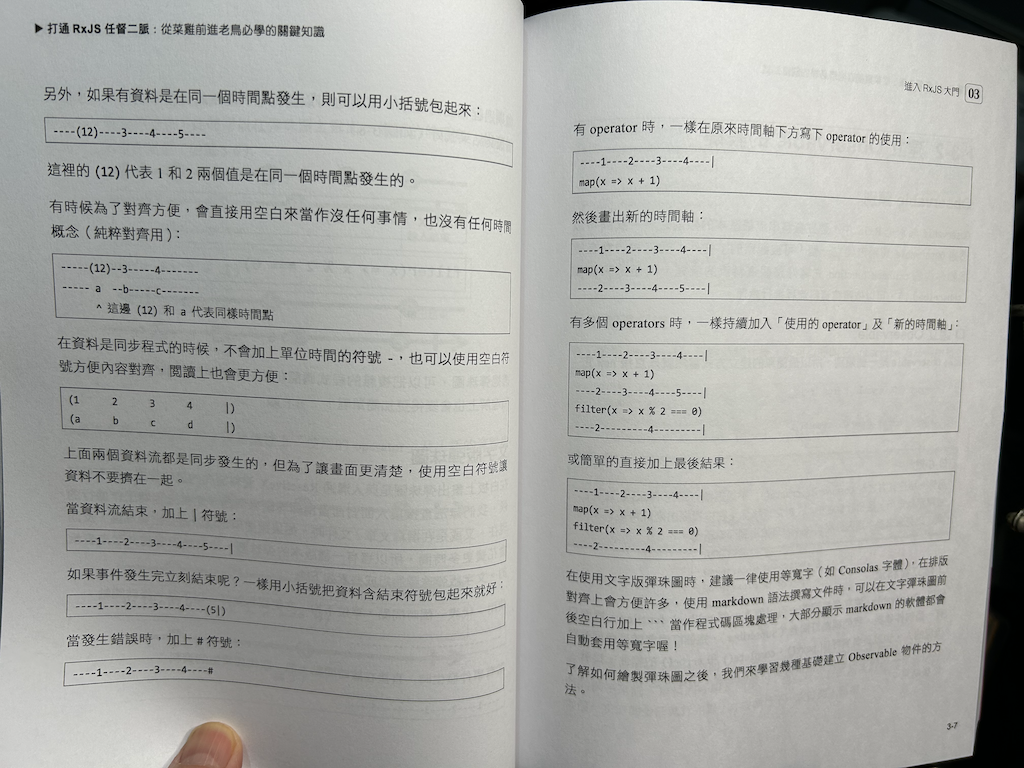 ▶ 打通 RxJS 任督二脈：從菜雞前進老鳥必學的關鍵知識
另外，如果有資料是在同一個時間點發生，則可以用小括號包起來：
----(12)----3----4----5----
這裡的 (12) 代表 1 和 2 兩個值是在同一個時間點發生的。
有時候為了對齊方便，會直接用空白來當作沒任何事情，也沒有任何時間
概念（純粹對齊用）：
-----(12)--3-----4-------
----- a  --b-----c-------
      ^ 這邊 (12) 和 a 代表同樣時間點
在資料是同步程式的時候，不會加上單位時間的符號 -，也可以使用空白符
號方便內容對齊，閱讀上也會更方便：
(1     2     3     4     |)
(a     b     c     d     |)
上面兩個資料流都是同步發生的，但為了讓畫面更清楚，使用空白符號讓
資料不要擠在一起。
當資料流結束，加上 | 符號：
----1----2----3----4----5----|
如果事件發生完立刻結束呢？一樣用小括號把資料含結束符號包起來就好：
----1----2----3----4----(5|)
當發生錯誤時，加上 # 符號：
----1----2----3----4----#
進入 RxJS 大門 03
有 operator 時，一樣在原來時間軸下方寫下 operator 的使用：
----1----2----3----4----|
map(x => x + 1)
然後畫出新的時間軸：
----1----2----3----4----|
map(x => x + 1)
----2----3----4----5----|
有多個 operators 時，一樣持續加入「使用的 operator」及「新的時間軸」：
----1----2----3----4----|
map(x => x + 1)
----2----3----4----5----|
filter(x => x % 2 === 0)
----2---------4---------|
或簡單的直接加上最後結果：
----1----2----3----4----|
map(x => x + 1)
filter(x => x % 2 === 0)
----2---------4---------|
在使用文字版彈珠圖時，建議一律使用等寬字（如 Consolas 字體），在排版
對齊上會方便許多，使用 markdown 語法撰寫文件時，可以在文字彈珠圖前
後空白行加上 ``` 當作程式碼區塊處理，大部分顯示 markdown 的軟體都會
自動套用等寬字喔！
了解如何繪製彈珠圖之後，我們來學習幾種基礎建立 Observable 物件的方
法。
3-7